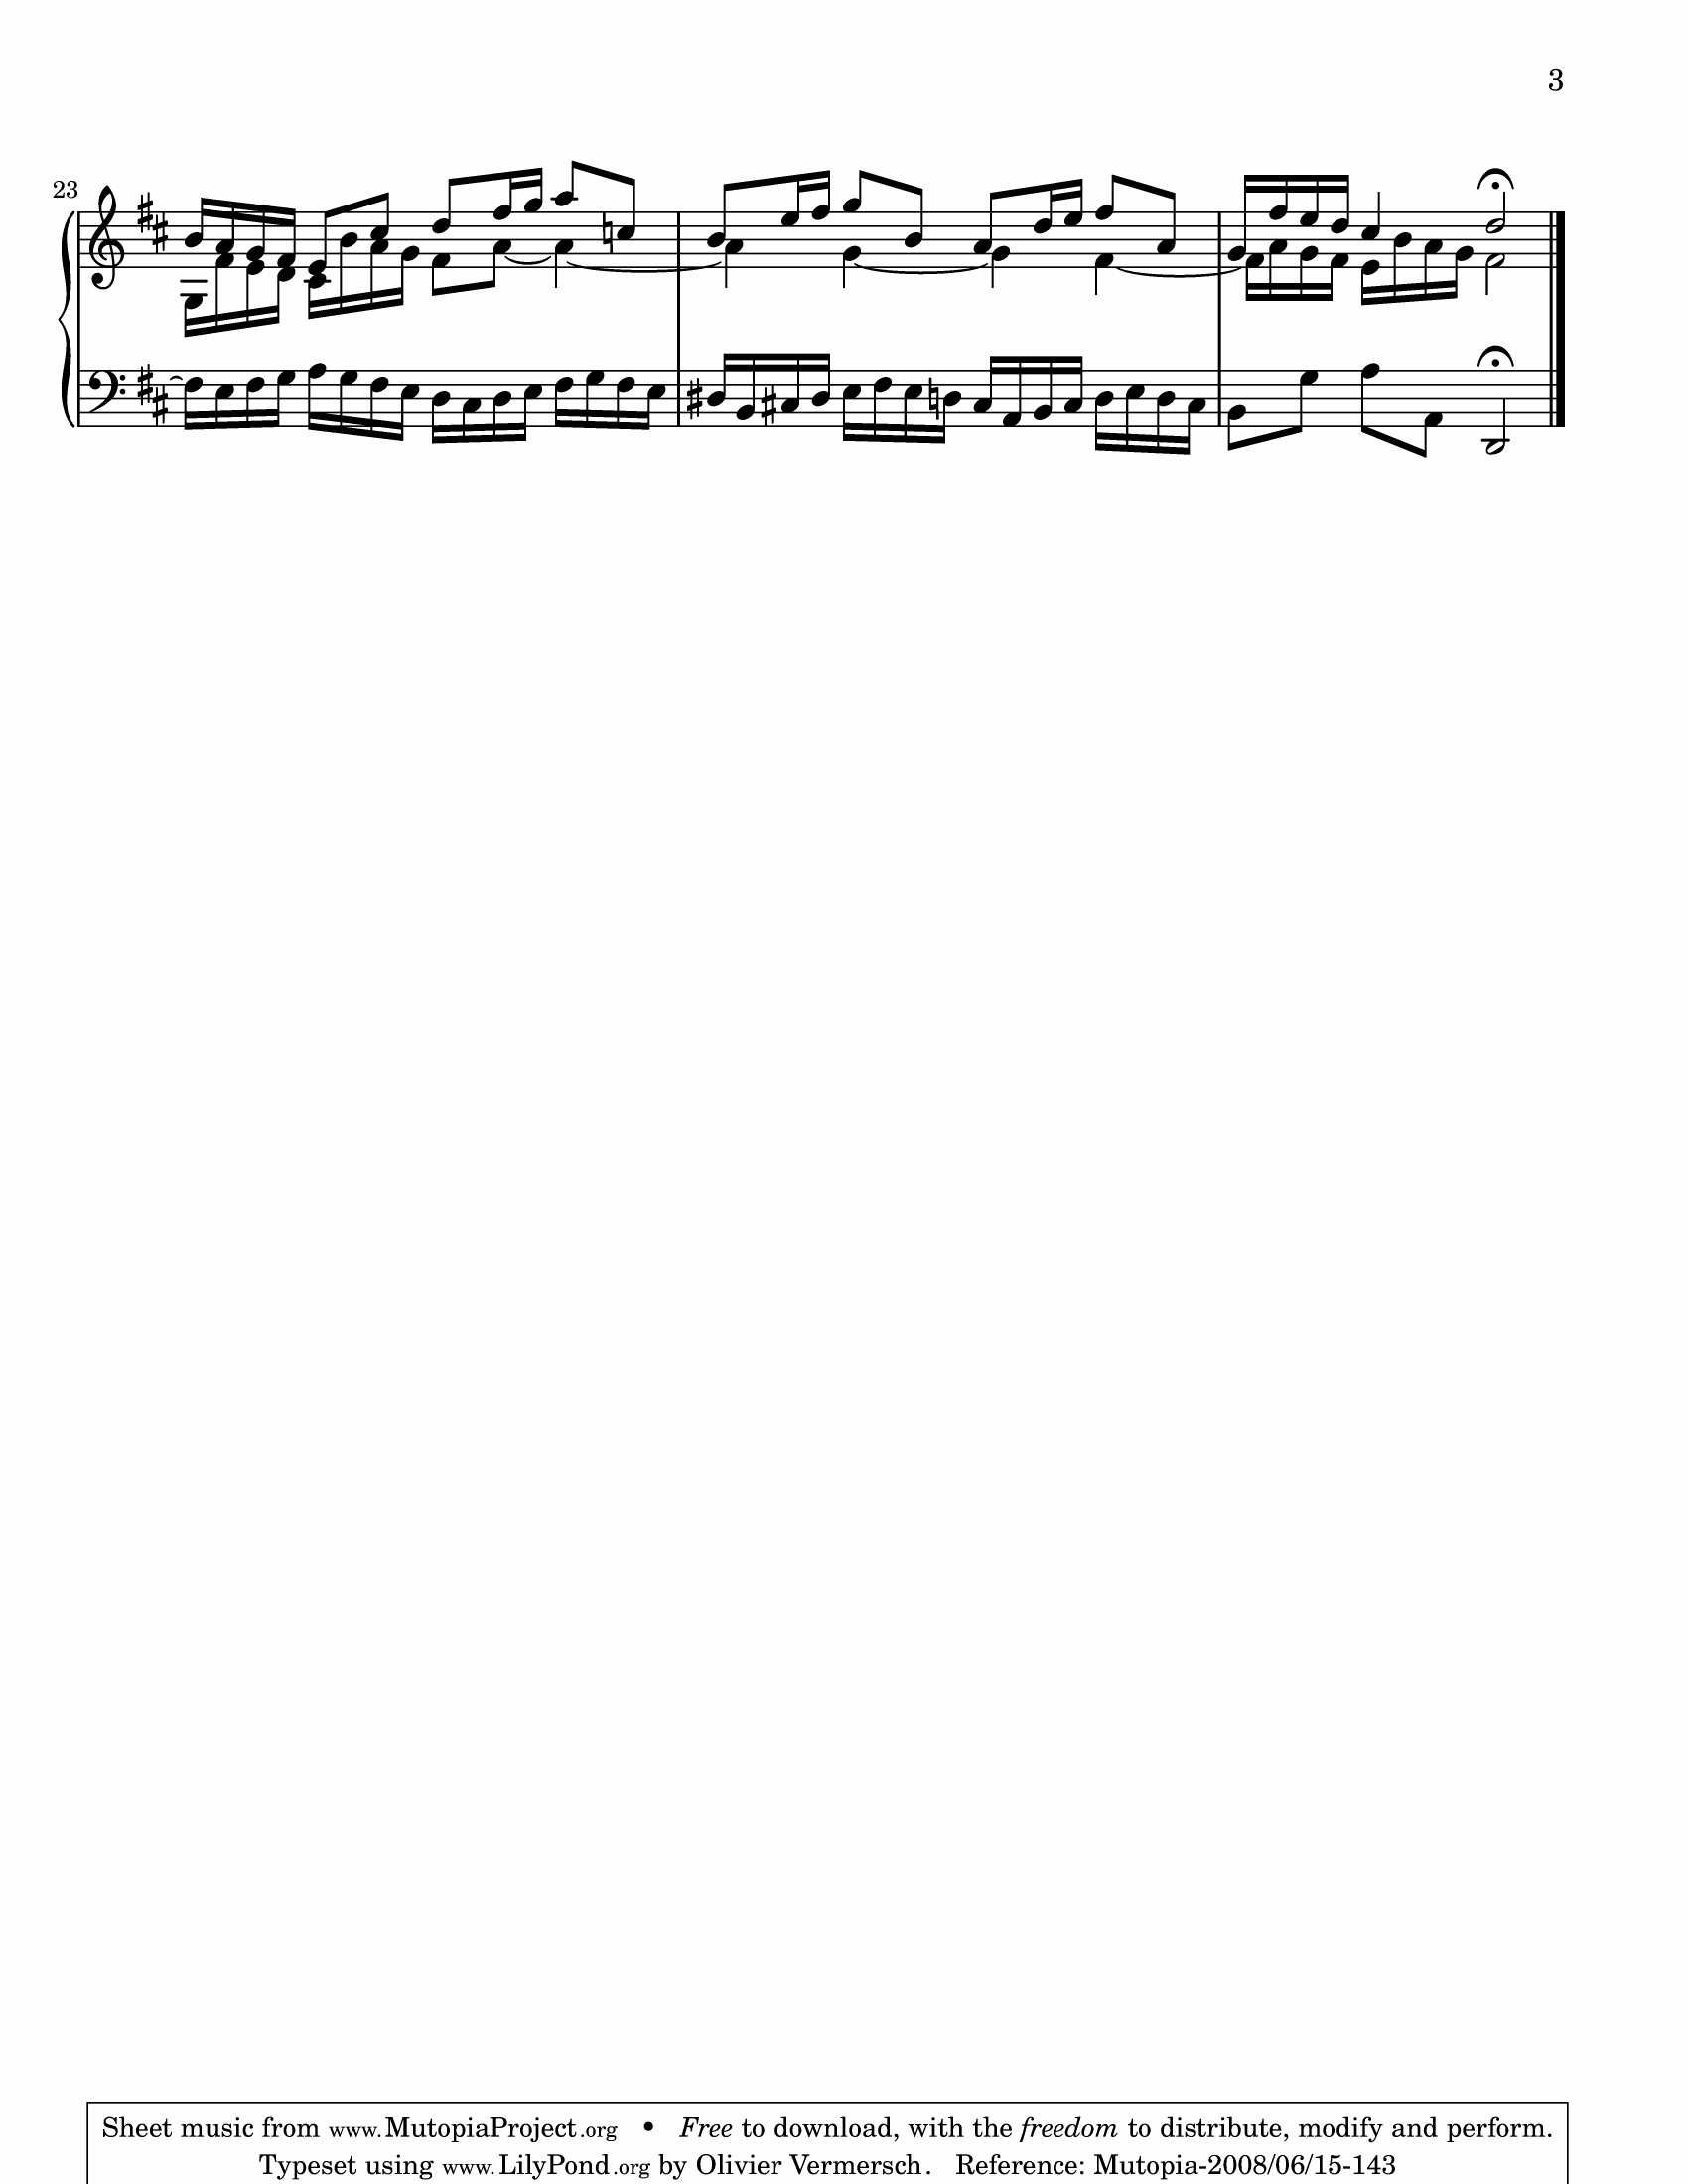 3
23
Sheet music from www.MutopiaProject.org • Free to download, with the freedom to distribute, modify and perform.
Typeset using www.LilyPond.org by Olivier Vermersch. Reference: Mutopia-2008/06/15-143